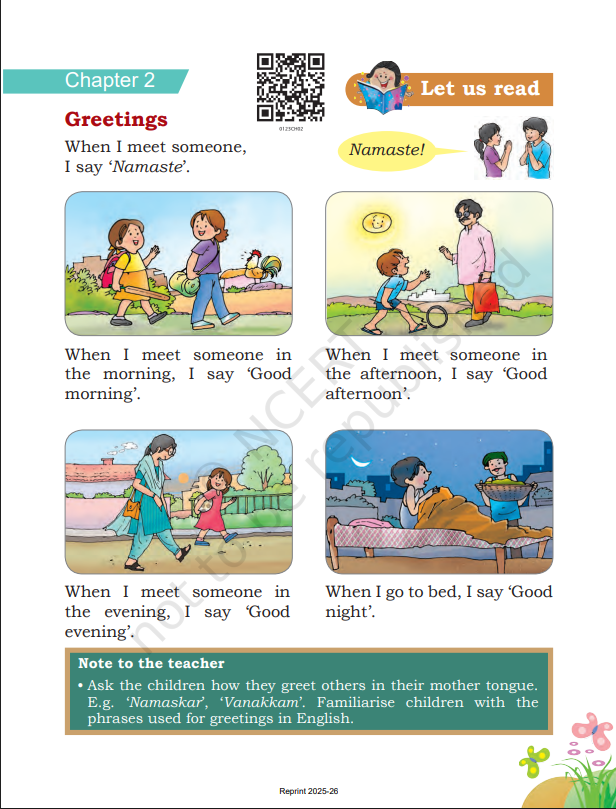 Chapter 2
0123CH02
Let us read
Greetings
When I meet someone,
I say ‘Namaste’.
Namaste!
When I meet someone in
the morning, I say ‘Good
morning’.
When I meet someone in
the afternoon, I say ‘Good
afternoon’.
When I meet someone in
the evening, I say ‘Good
evening’.
When I go to bed, I say ‘Good
night’.
Note to the teacher
• Ask the children how they greet others in their mother tongue.
E.g. ‘Namaskar’, ‘Vanakkam’. Familiarise children with the
phrases used for greetings in English.
© NCERT
not to be republished
Reprint 2025-26